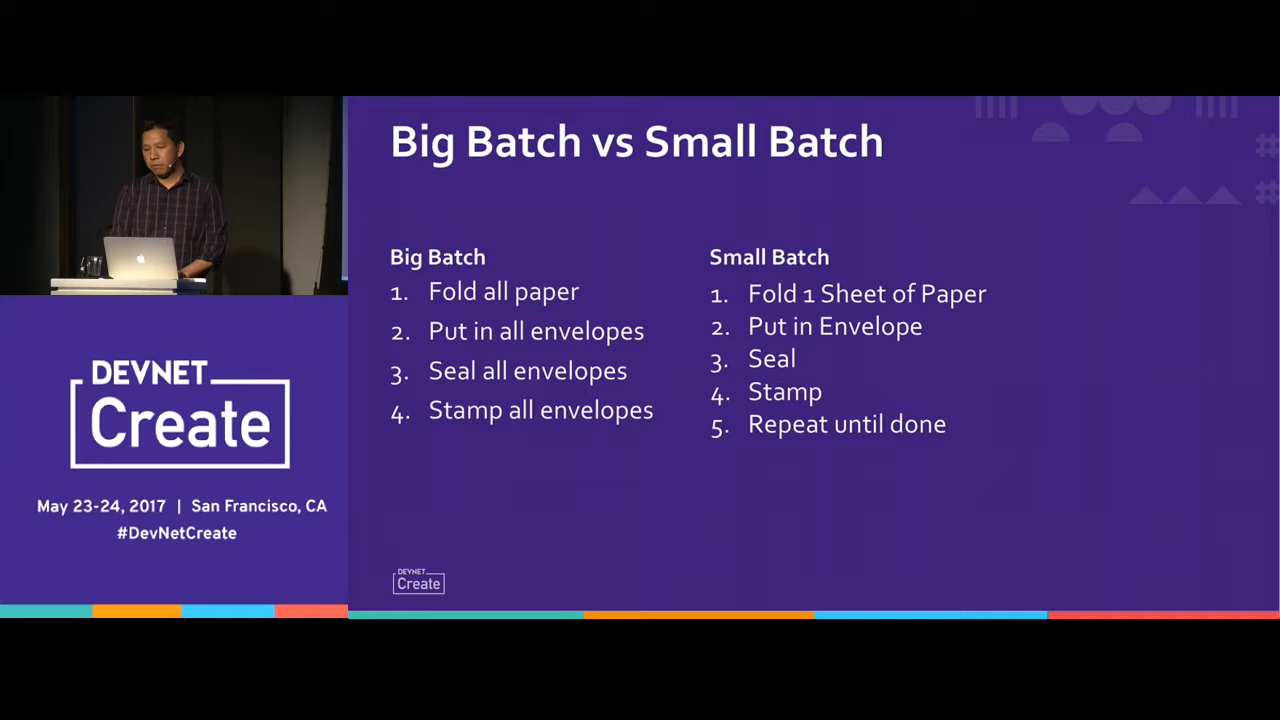 Big Batch vs Small Batch
Big Batch
1. Fold all paper
2. Put in all envelopes
3. Seal all envelopes
4. Stamp all envelopes
Small Batch
1. Fold 1 Sheet of Paper
2. Put in Envelope
3. Seal
4. Stamp
5. Repeat until done
DEVNET
Create
May 23-24, 2017 | San Francisco, CA
#DevNetCreate
DEVNET
Create